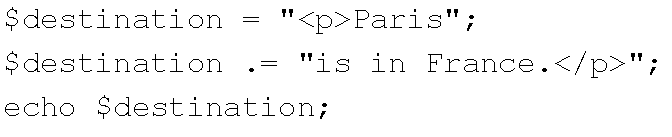 $destination = "<p>Paris";
$destination .= "is in France.</p>";
echo $destination;